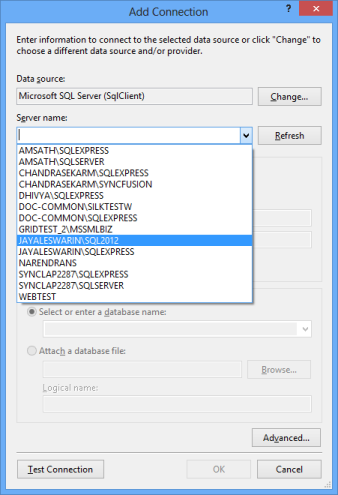 Add Connection
? x
Enter information to connect to the selected data source or click "Change" to
choose a different data source and/or provider.
Data source:
Microsoft SQL Server (SqlClient)
Change...
Server name:
Refresh
AMSATH\SQLEXPRESS
AMSATH\SQLSERVER
CHANDRASEKARM\SQLEXPRESS
CHANDRASEKARM\SYNCFUSION
DHIVYA\SQLEXPRESS
DOC-COMMON\SILKTESTW
DOC-COMMON\SQLEXPRESS
GRIDTEST_2\MSSMLBIZ
JAYALESWARIN\SQL2012
JAYALESWARIN\SQLEXPRESS
NARENDRANS
SYNCLAP2287\SQLEXPRESS
SYNCLAP2287\SQLSERVER
WEBTEST
Select or enter a database name:
Attach a database file:
Browse...
Logical name:
Advanced...
Test Connection
OK
Cancel